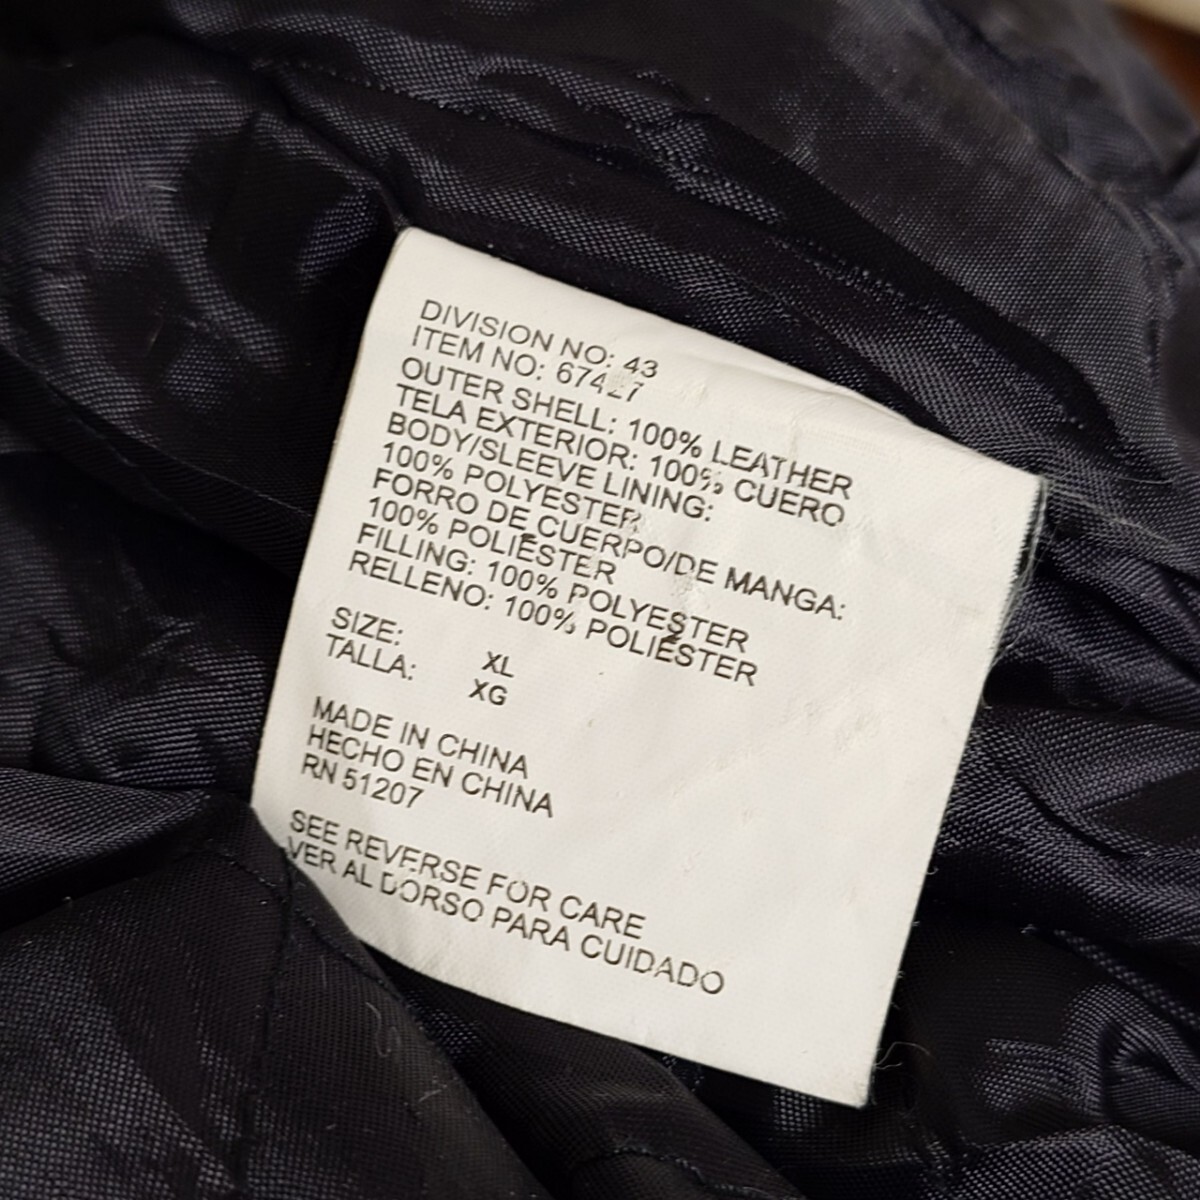 DIVISION NO: 43
ITEM NO: 67427
OUTER SHELL: 100% LEATHER
TELA EXTERIOR: 100% CUERO
BODY/SLEEVE LINING:
100% POLYESTER
FORRO DE CUERPO/DE MANGA:
100% POLIÉSTER
FILLING: 100% POLYESTER
RELLENO: 100% POLIÉSTER
SIZE: XL
TALLA: XG
MADE IN CHINA
HECHO EN CHINA
RN 51207
SEE REVERSE FOR CARE
VER AL DORSO PARA CUIDADO